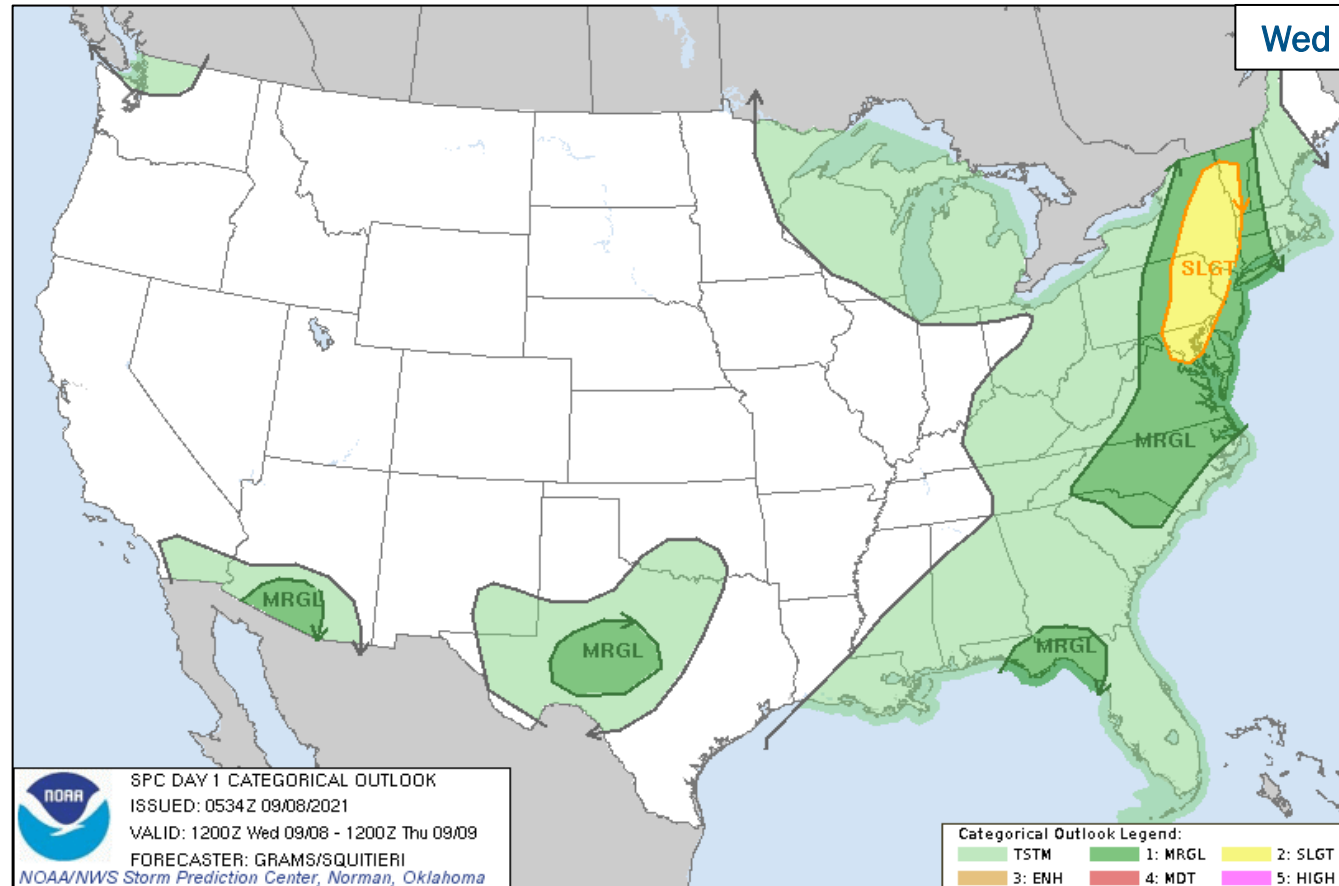 Wed
SLGT
MRGL
MRGL
MRGL
MRGL
NOAA
SPC DAY 1 CATEGORICAL OUTLOOK
ISSUED: 0534Z 09/08/2021
VALID: 1200Z Wed 09/08 - 1200Z Thu 09/09
FORECASTER: GRAMS/SQUITIERI
NOAA/NWS Storm Prediction Center, Norman, Oklahoma
Categorical Outlook Legend:
TSTM 1: MRGL 2: SLGT
3: ENH 4: MDT 5: HIGH